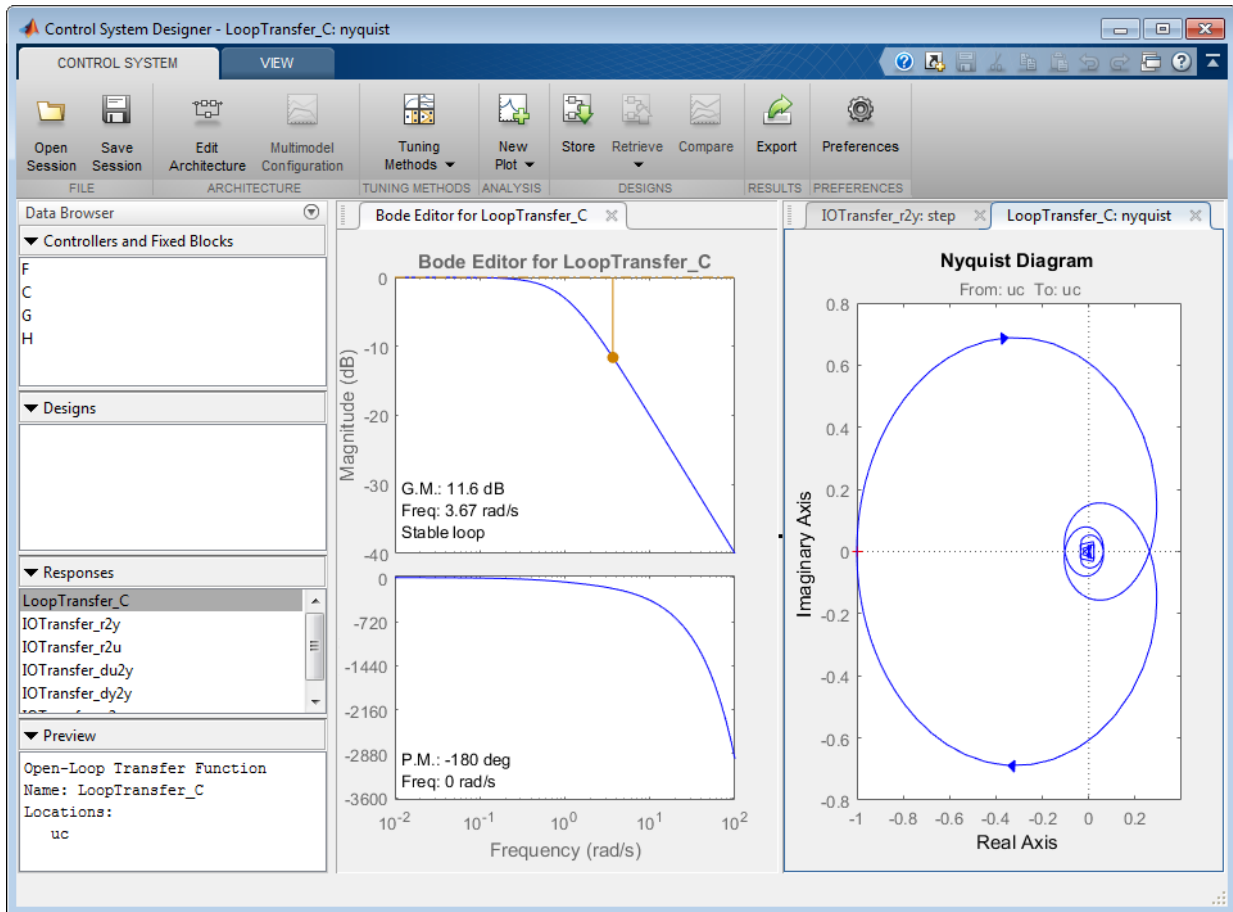 Control System Designer - LoopTransfer_C: nyquist
CONTROL SYSTEM
VIEW
Open Session
Save Session
Edit Architecture
Multimodel Configuration
Tuning Methods
New Plot
Store
Retrieve
Compare
Export
Preferences
FILE
ARCHITECTURE
TUNING METHODS
ANALYSIS
DESIGNS
RESULTS
PREFERENCES
Data Browser
Controllers and Fixed Blocks
F
C
G
H
Designs
Responses
LoopTransfer_C
IOTransfer_r2y
IOTransfer_r2u
IOTransfer_du2y
IOTransfer_dy2y
Preview
Open-Loop Transfer Function
Name: LoopTransfer_C
Locations:
uc
Bode Editor for LoopTransfer_C
Bode Editor for LoopTransfer_C
Magnitude (dB)
0
-10
-20
-30
-40
G.M.: 11.6 dB
Freq: 3.67 rad/s
Stable loop
0
-720
-1440
-2160
-2880
-3600
P.M.: -180 deg
Freq: 0 rad/s
10^-2 10^-1 10^0 10^1 10^2
Frequency (rad/s)
IOTransfer_r2y: step
LoopTransfer_C: nyquist
Nyquist Diagram
From: uc To: uc
Imaginary Axis
0.8
0.6
0.4
0.2
0
-0.2
-0.4
-0.6
-0.8
-1 -0.8 -0.6 -0.4 -0.2 0 0.2
Real Axis